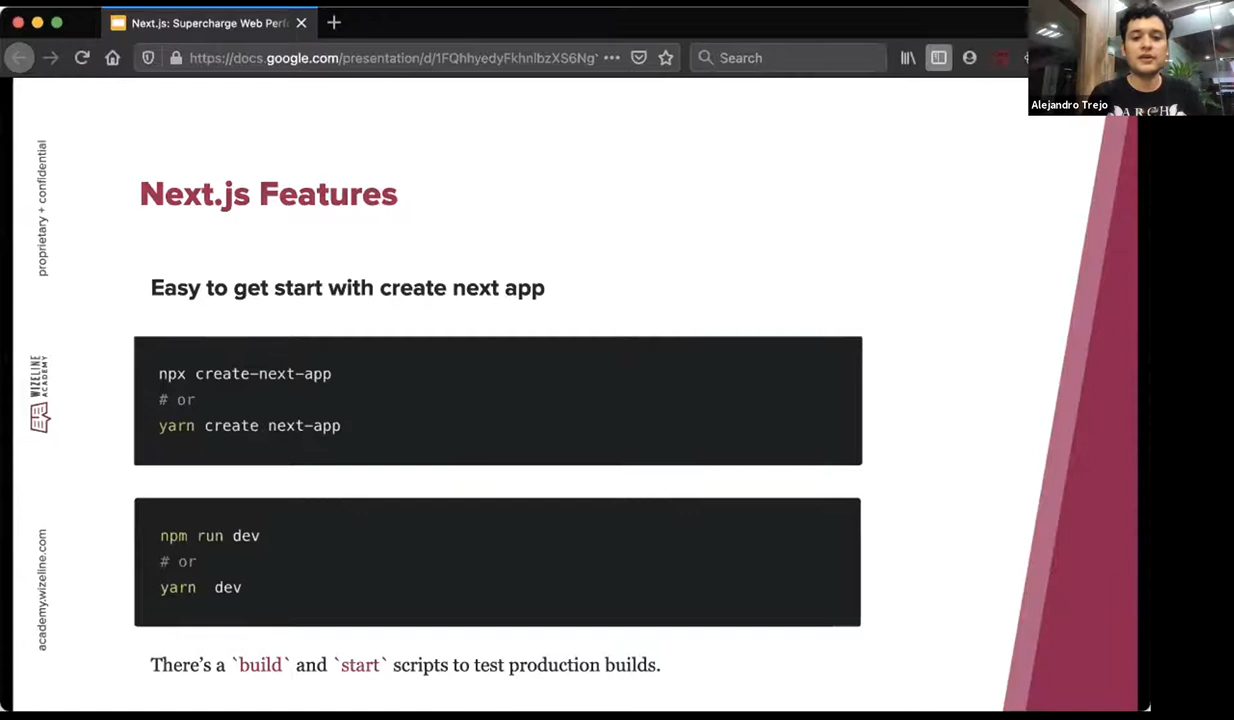 Next.js: Supercharge Web Perf
https://docs.google.com/presentation/d/1FQhhyedyFkhnlbzXS6Ng
Search
Alejandro Trejo
ARCH
proprietary + confidential
WIZELINE
ACADEMY
academy.wizeline.com
Next.js Features
Easy to get start with create next app
npx create-next-app
# or
yarn create next-app
npm run dev
# or
yarn  dev
There’s a `build` and `start` scripts to test production builds.